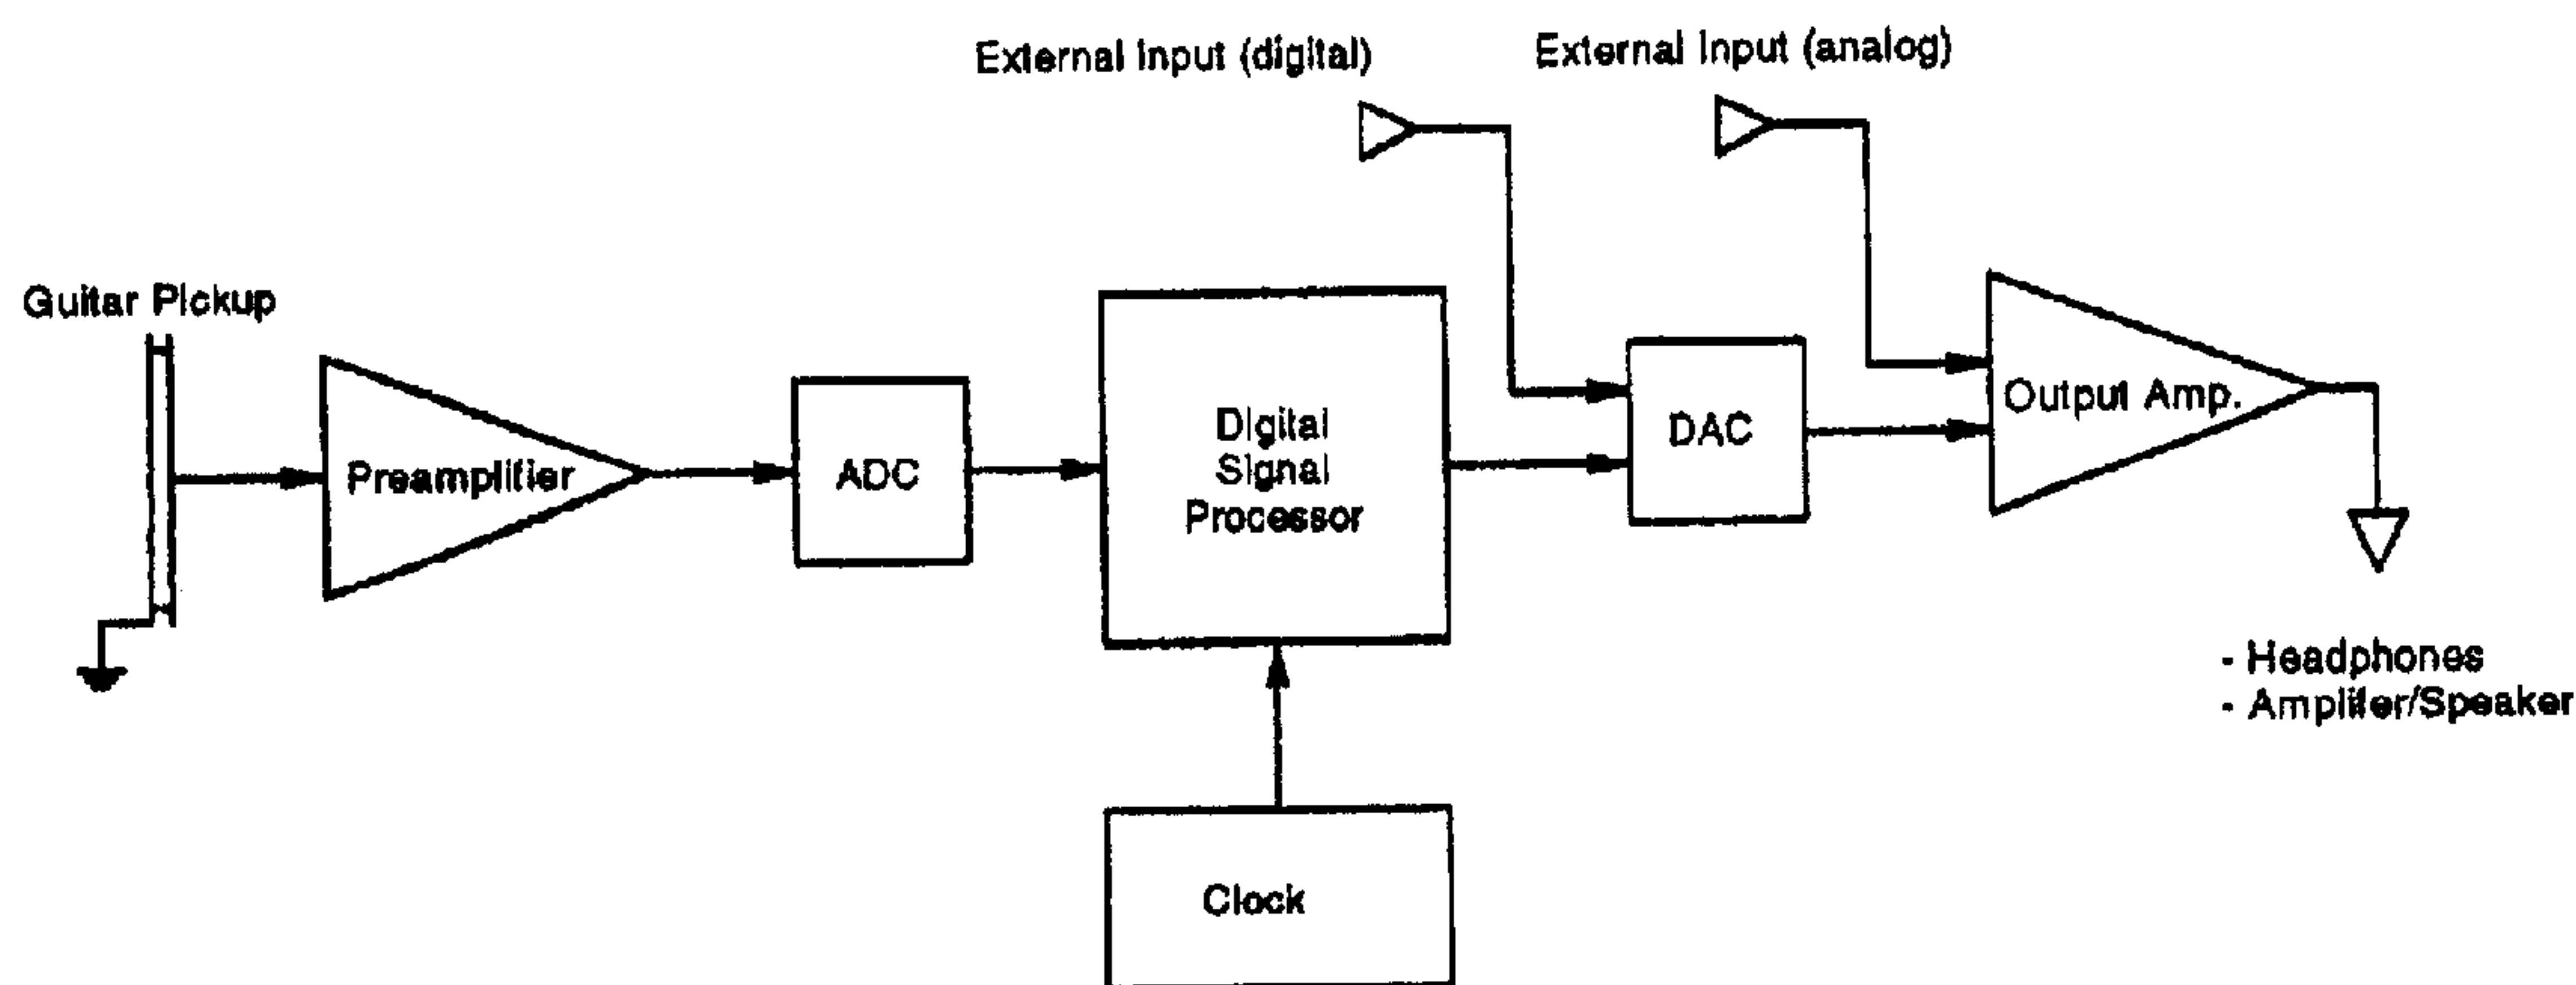 External Input (digital)
External Input (analog)
Guitar Pickup
Preamplifier
ADC
Digital
Signal
Processor
DAC
Output Amp.
- Headphones
- Amplifer/Speaker
Clock